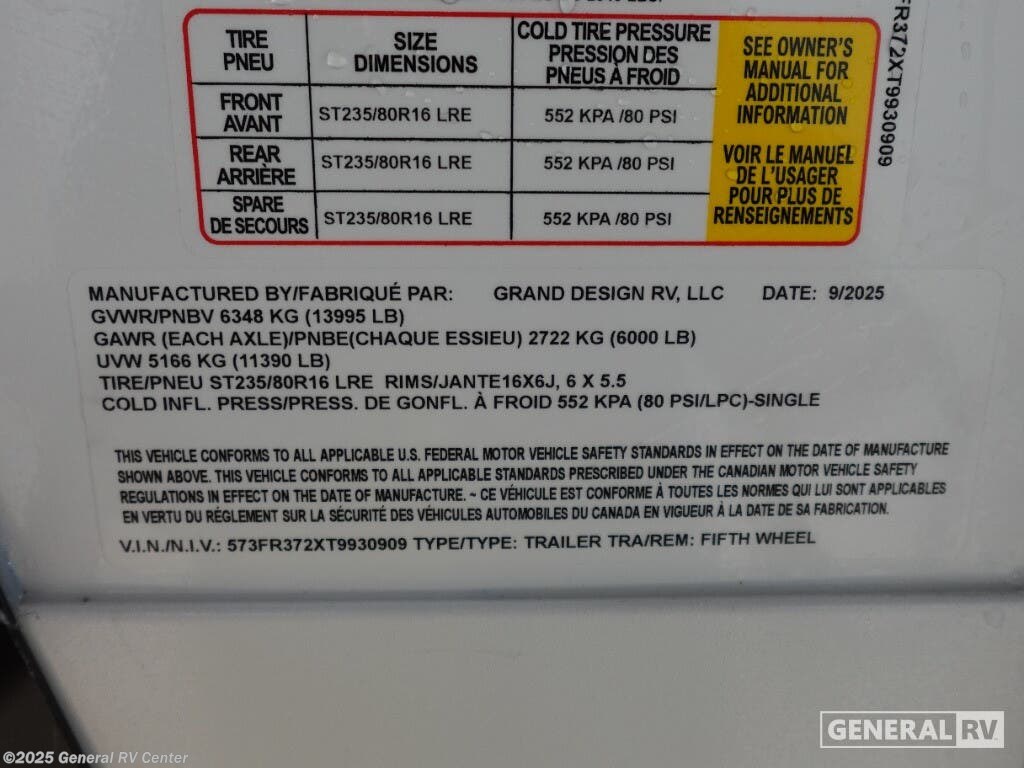 TIRE
PNEU
SIZE
DIMENSIONS
COLD TIRE PRESSURE
PRESSION DES
PNEUS À FROID
SEE OWNER'S
MANUAL FOR
ADDITIONAL
INFORMATION
VOIR LE MANUEL
DE L'USAGER
POUR PLUS DE
RENSEIGNEMENTS
FRONT
AVANT
ST235/80R16 LRE
552 KPA /80 PSI
REAR
ARRIÈRE
ST235/80R16 LRE
552 KPA /80 PSI
SPARE
DE SECOURS
ST235/80R16 LRE
552 KPA /80 PSI
FR372XT9930909
MANUFACTURED BY/FABRIQUÉ PAR: GRAND DESIGN RV, LLC DATE: 9/2025
GVWR/PNBV 6348 KG (13995 LB)
GAWR (EACH AXLE)/PNBE(CHAQUE ESSIEU) 2722 KG (6000 LB)
UVW 5166 KG (11390 LB)
TIRE/PNEU ST235/80R16 LRE RIMS/JANTE16X6J, 6 X 5.5
COLD INFL. PRESS/PRESS. DE GONFL. À FROID 552 KPA (80 PSI/LPC)-SINGLE
THIS VEHICLE CONFORMS TO ALL APPLICABLE U.S. FEDERAL MOTOR VEHICLE SAFETY STANDARDS IN EFFECT ON THE DATE OF MANUFACTURE
SHOWN ABOVE. THIS VEHICLE CONFORMS TO ALL APPLICABLE STANDARDS PRESCRIBED UNDER THE CANADIAN MOTOR VEHICLE SAFETY
REGULATIONS IN EFFECT ON THE DATE OF MANUFACTURE. ~ CE VÉHICULE EST CONFORME À TOUTES LES NORMES QUI LUI SONT APPLICABLES
EN VERTU DU RÉGLEMENT SUR LA SÉCURITÉ DES VÉHICULES AUTOMOBILES DU CANADA EN VIGUEUR À LA DATE DE SA FABRICATION.
V.I.N./N.I.V.: 573FR372XT9930909 TYPE/TYPE: TRAILER TRA/REM: FIFTH WHEEL
GENERAL RV
©2025 General RV Center